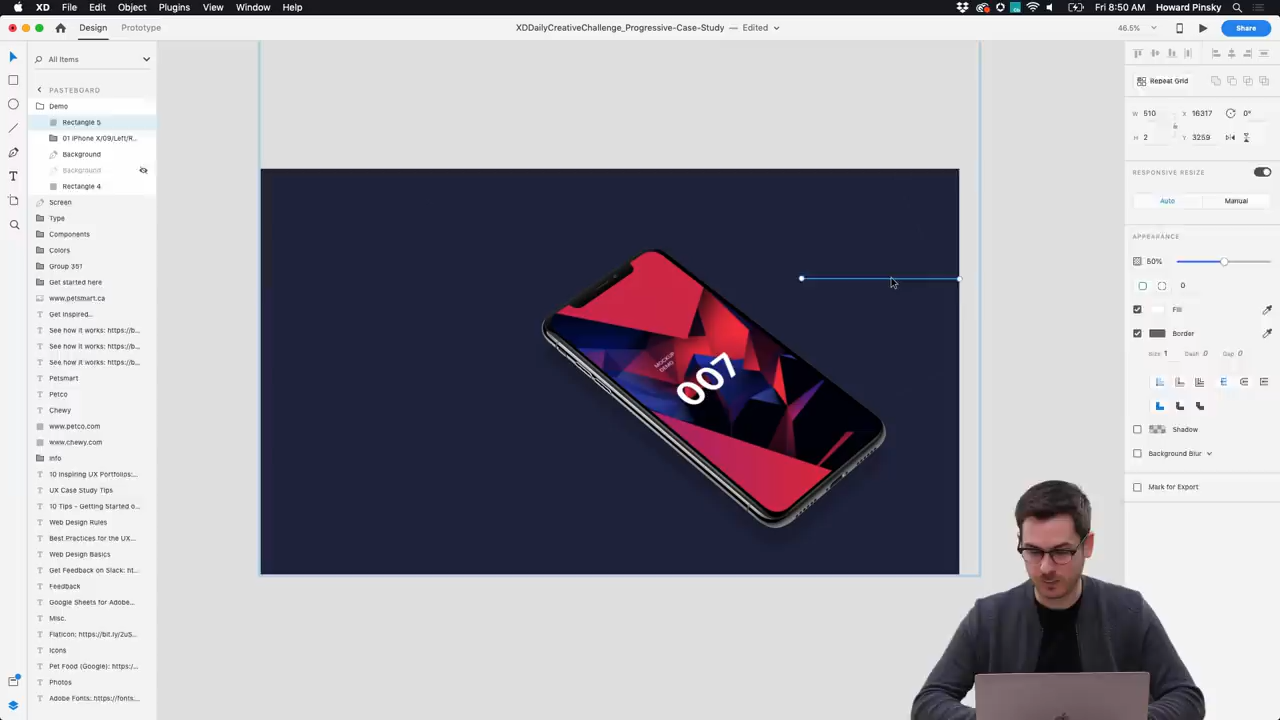 XD File Edit Object Plugins View Window Help
Fri 8:50 AM Howard Pinsky
Design Prototype
XDDailyCreativeChallenge_Progressive-Case-Study – Edited
46.5%
Share
All Items
PASTEBOARD
Demo
Rectangle 5
01 iPhone X/09/Left/R...
Background
Background
Rectangle 4
Screen
Type
Components
Colors
Group 351
Get started here
www.petsmart.ca
Get Inspired...
See how it works: https://b...
See how it works: https://b...
See how it works: https://b...
Petsmart
Petco
Chewy
www.petco.com
www.chewy.com
Info
10 Inspiring UX Portfolios:...
UX Case Study Tips
10 Tips - Getting Started o...
Web Design Rules
Best Practices for the UX...
Web Design Basics
Get Feedback on Slack: ht...
Feedback
Google Sheets for Adobe...
Misc.
Flaticon: https://bit.ly/2uS...
Icons
Pet Food (Google): https:/...
Photos
Adobe Fonts: https://fonts...
MOCKUP
DEMO
007
Repeat Grid
W 510 X 16317 0°
H 2 Y 3259
RESPONSIVE RESIZE
Auto Manual
APPEARANCE
50%
0
Fill
Border
Size 1 Dash 0 Gap 0
Shadow
Background Blur
Mark for Export